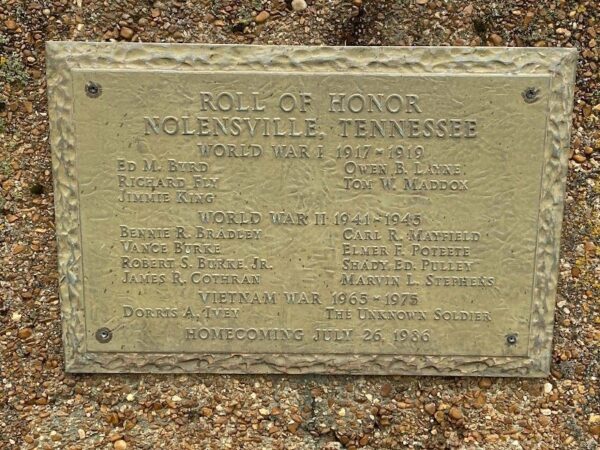 ROLL OF HONOR
NOLENSVILLE, TENNESSEE
WORLD WAR I 1917-1919
ED M. BYRD OWEN B. LAYNE
RICHARD FLY TOM W. MADDOX
JIMMIE KING
WORLD WAR II 1941-1945
BENNIE R. BRADLEY CARL R. MAYFIELD
VANCE BURKE ELMER F. POTEETE
ROBERT S. BURKE, JR. SHADY ED. PULLEY
JAMES R. COTHRAN MARVIN L. STEPHENS
VIETNAM WAR 1965-1975
DORRIS A. IVEY THE UNKNOWN SOLDIER
HOMECOMING JULY 26, 1986